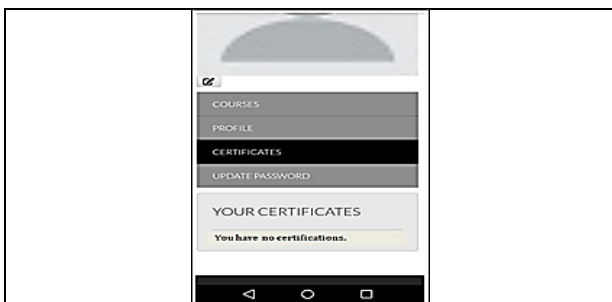 COURSES
PROFILE
CERTIFICATES
UPDATE PASSWORD
YOUR CERTIFICATES
You have no certifications.